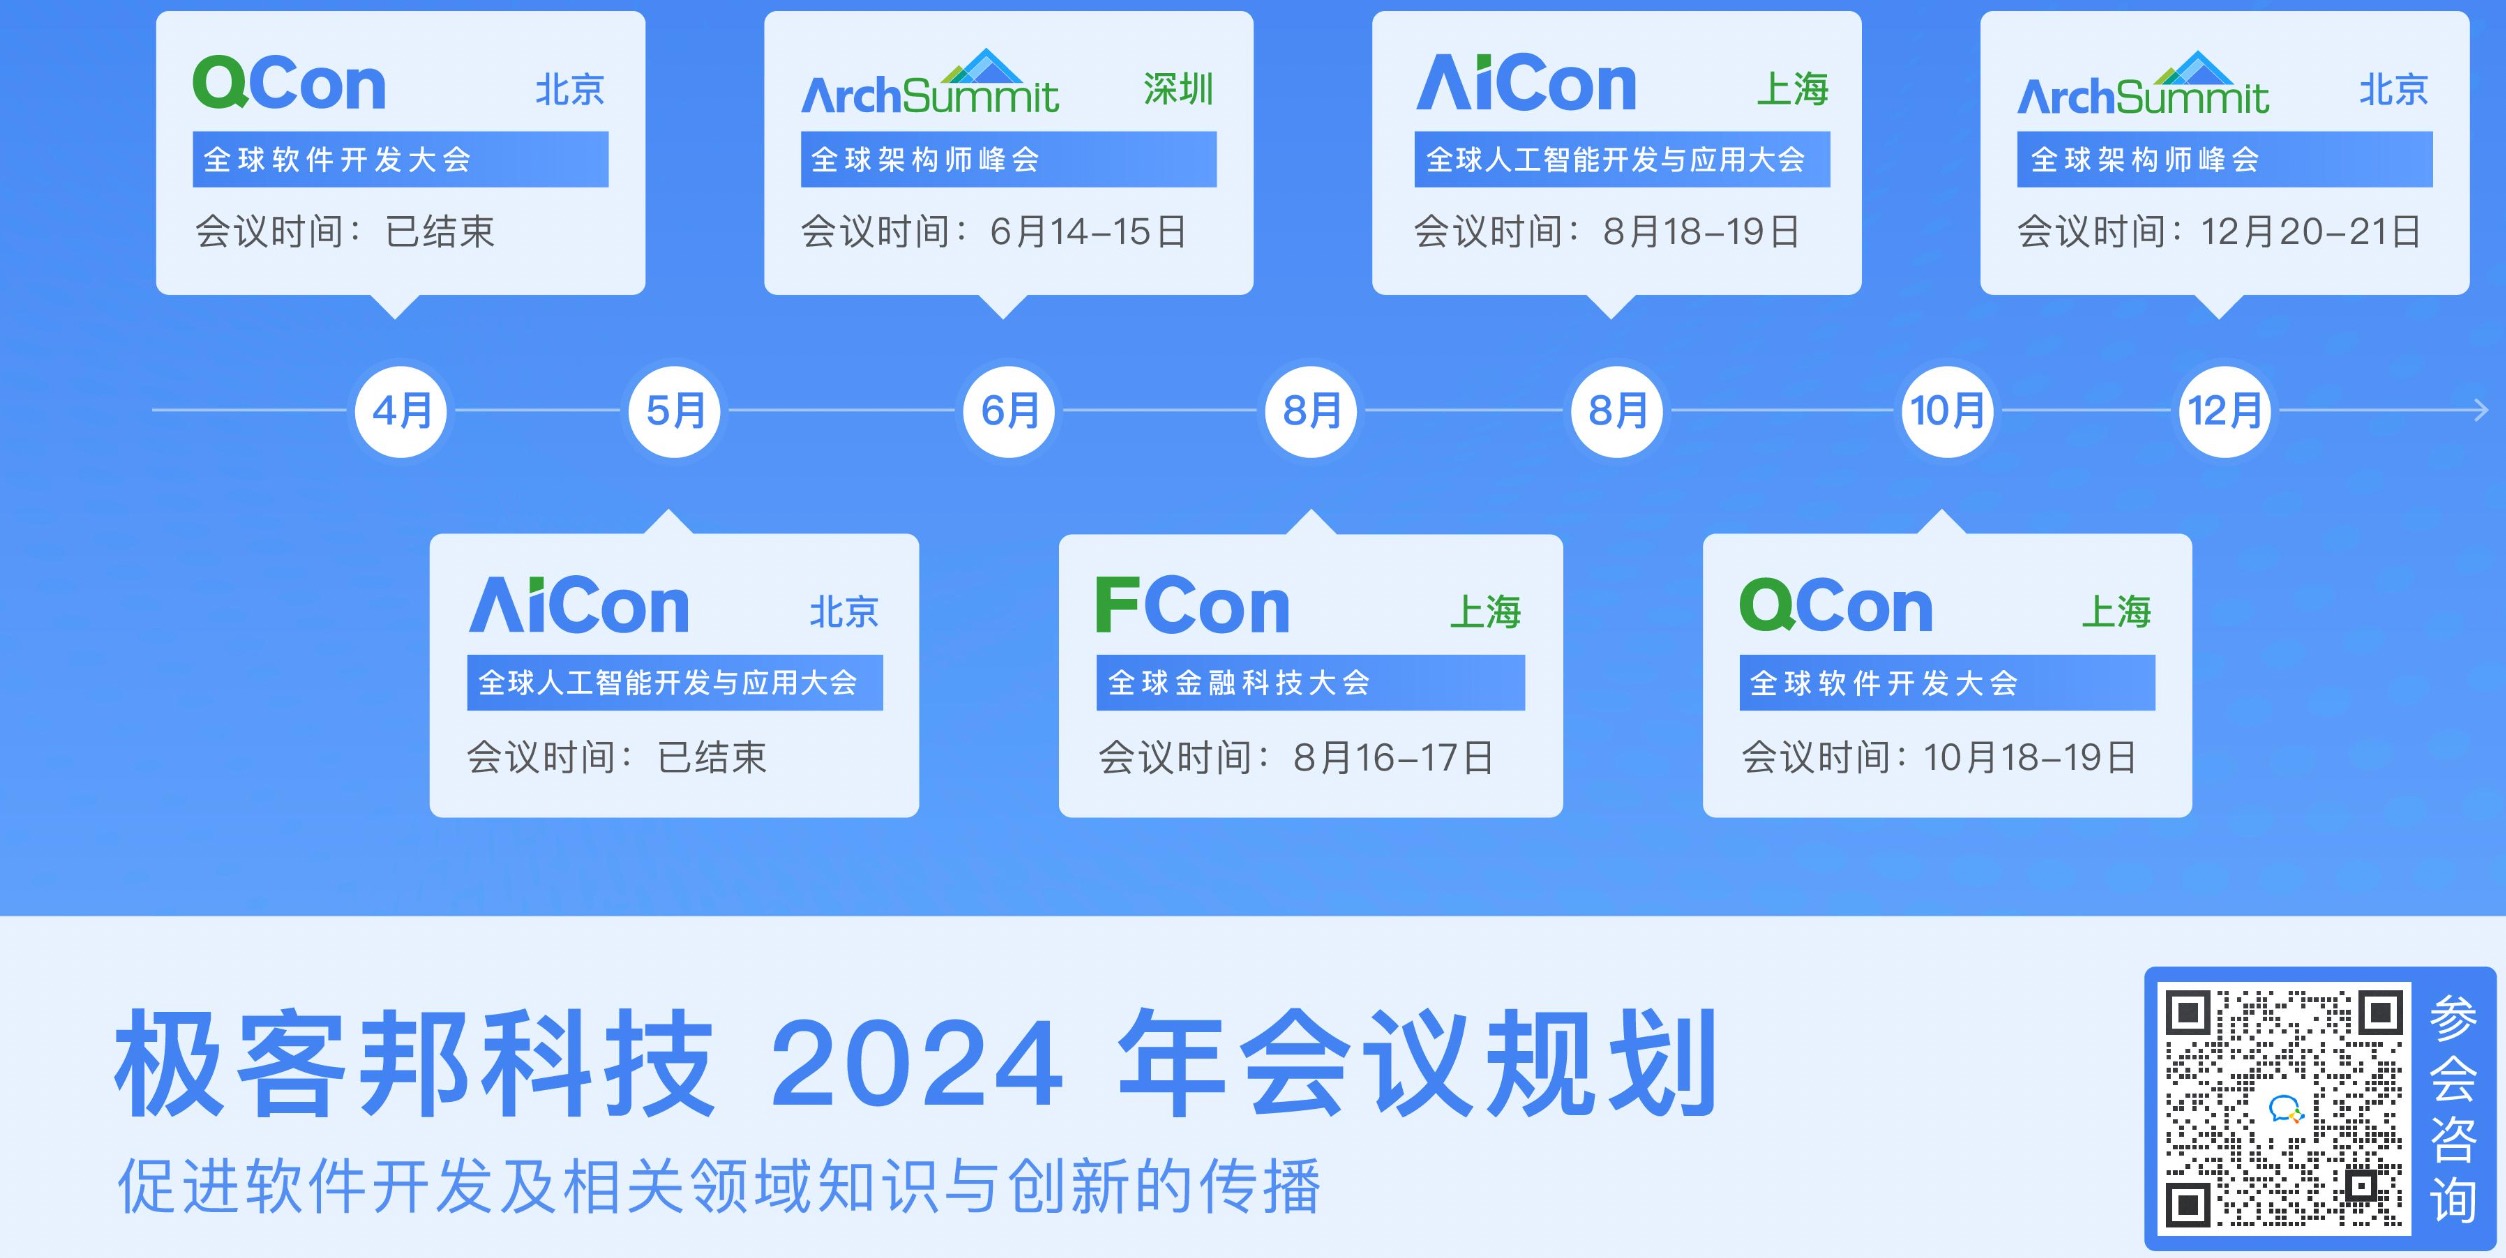 QCon 北京
全球软件开发大会
会议时间：已结束
ArchSummit 深圳
全球架构师峰会
会议时间：6月14-15日
AiCon 上海
全球人工智能开发与应用大会
会议时间：8月18-19日
ArchSummit 北京
全球架构师峰会
会议时间：12月20-21日
4月 5月 6月 8月 8月 10月 12月
AiCon 北京
全球人工智能开发与应用大会
会议时间：已结束
FCon 上海
全球金融科技大会
会议时间：8月16-17日
QCon 上海
全球软件开发大会
会议时间：10月18-19日
极客邦科技 2024 年会议规划
促进软件开发及相关领域知识与创新的传播
参会咨询